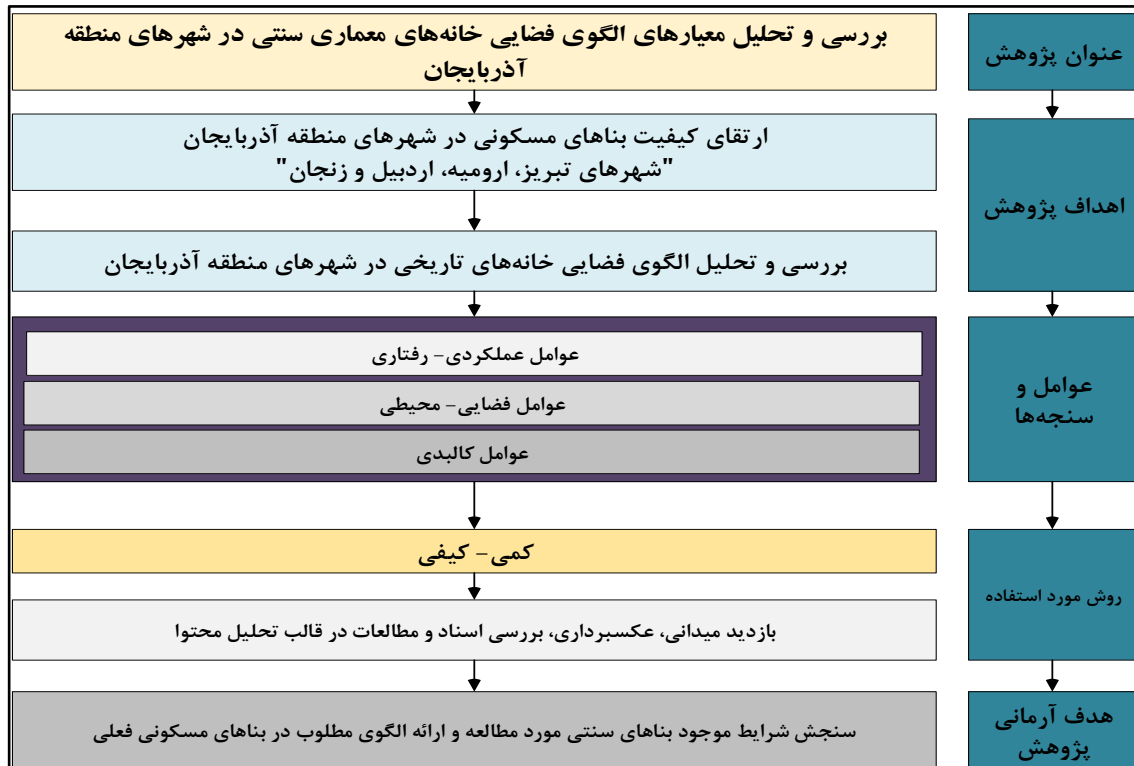 عنوان پژوهش
بررسی و تحلیل معیارهای الگوی فضایی خانه‌های معماری سنتی در شهرهای منطقه
آذربایجان
اهداف پژوهش
ارتقای کیفیت بناهای مسکونی در شهرهای منطقه آذربایجان
"شهرهای تبریز، ارومیه، اردبیل و زنجان"
بررسی و تحلیل الگوی فضایی خانه‌های تاریخی در شهرهای منطقه آذربایجان
عوامل و
سنجه‌ها
عوامل عملکردی- رفتاری
عوامل فضایی- محیطی
عوامل کالبدی
روش مورد استفاده
کمی- کیفی
بازدید میدانی، عکسبرداری، بررسی اسناد و مطالعات در قالب تحلیل محتوا
هدف آرمانی
پژوهش
سنجش شرایط موجود بناهای سنتی مورد مطالعه و ارائه الگوی مطلوب در بناهای مسکونی فعلی